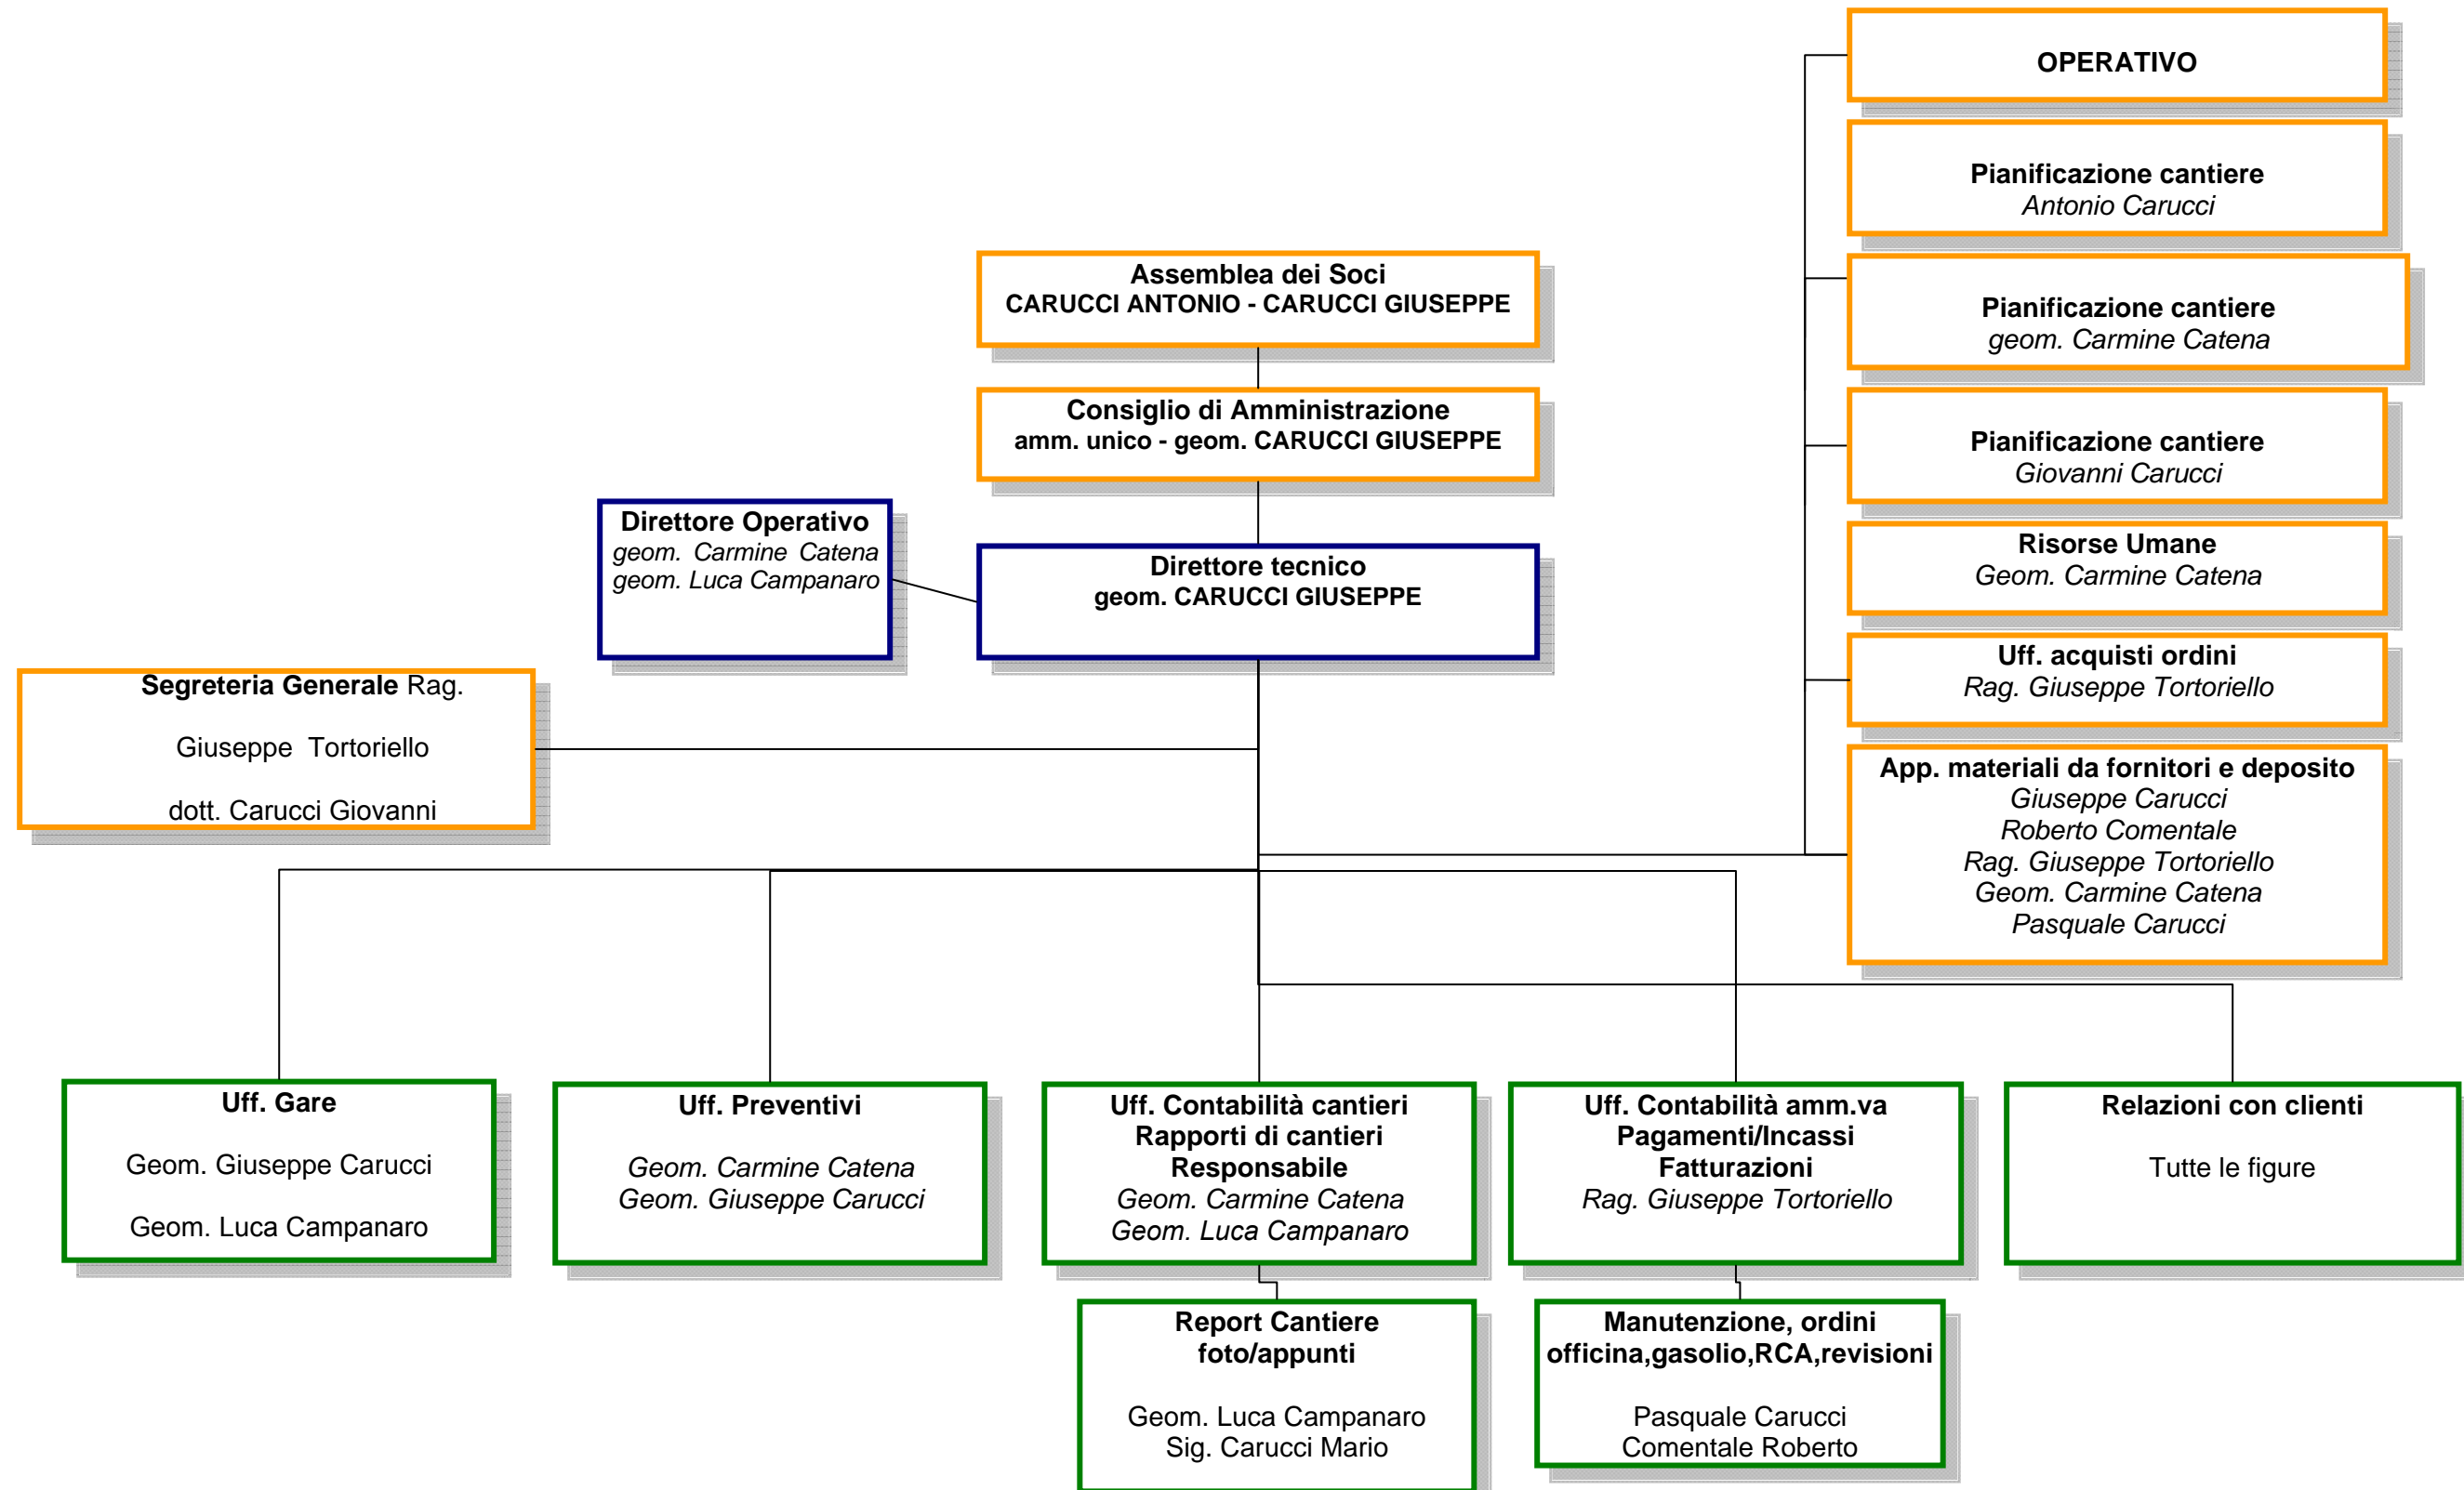 OPERATIVO
Pianificazione cantiere
Antonio Carucci
Assemblea dei Soci
CARUCCI ANTONIO - CARUCCI GIUSEPPE
Pianificazione cantiere
geom. Carmine Catena
Consiglio di Amministrazione
amm. unico - geom. CARUCCI GIUSEPPE
Pianificazione cantiere
Giovanni Carucci
Direttore Operativo
geom. Carmine Catena
geom. Luca Campanaro
Direttore tecnico
geom. CARUCCI GIUSEPPE
Risorse Umane
Geom. Carmine Catena
Uff. acquisti ordini
Rag. Giuseppe Tortoriello
Segreteria Generale Rag.
Giuseppe Tortoriello
dott. Carucci Giovanni
App. materiali da fornitori e deposito
Giuseppe Carucci
Roberto Comentale
Rag. Giuseppe Tortoriello
Geom. Carmine Catena
Pasquale Carucci
Uff. Gare
Geom. Giuseppe Carucci
Geom. Luca Campanaro
Uff. Preventivi
Geom. Carmine Catena
Geom. Giuseppe Carucci
Uff. Contabilità cantieri
Rapporti di cantieri
Responsabile
Geom. Carmine Catena
Geom. Luca Campanaro
Uff. Contabilità amm.va
Pagamenti/Incassi
Fatturazioni
Rag. Giuseppe Tortoriello
Relazioni con clienti
Tutte le figure
Report Cantiere
foto/appunti
Geom. Luca Campanaro
Sig. Carucci Mario
Manutenzione, ordini
officina,gasolio,RCA,revisioni
Pasquale Carucci
Comentale Roberto